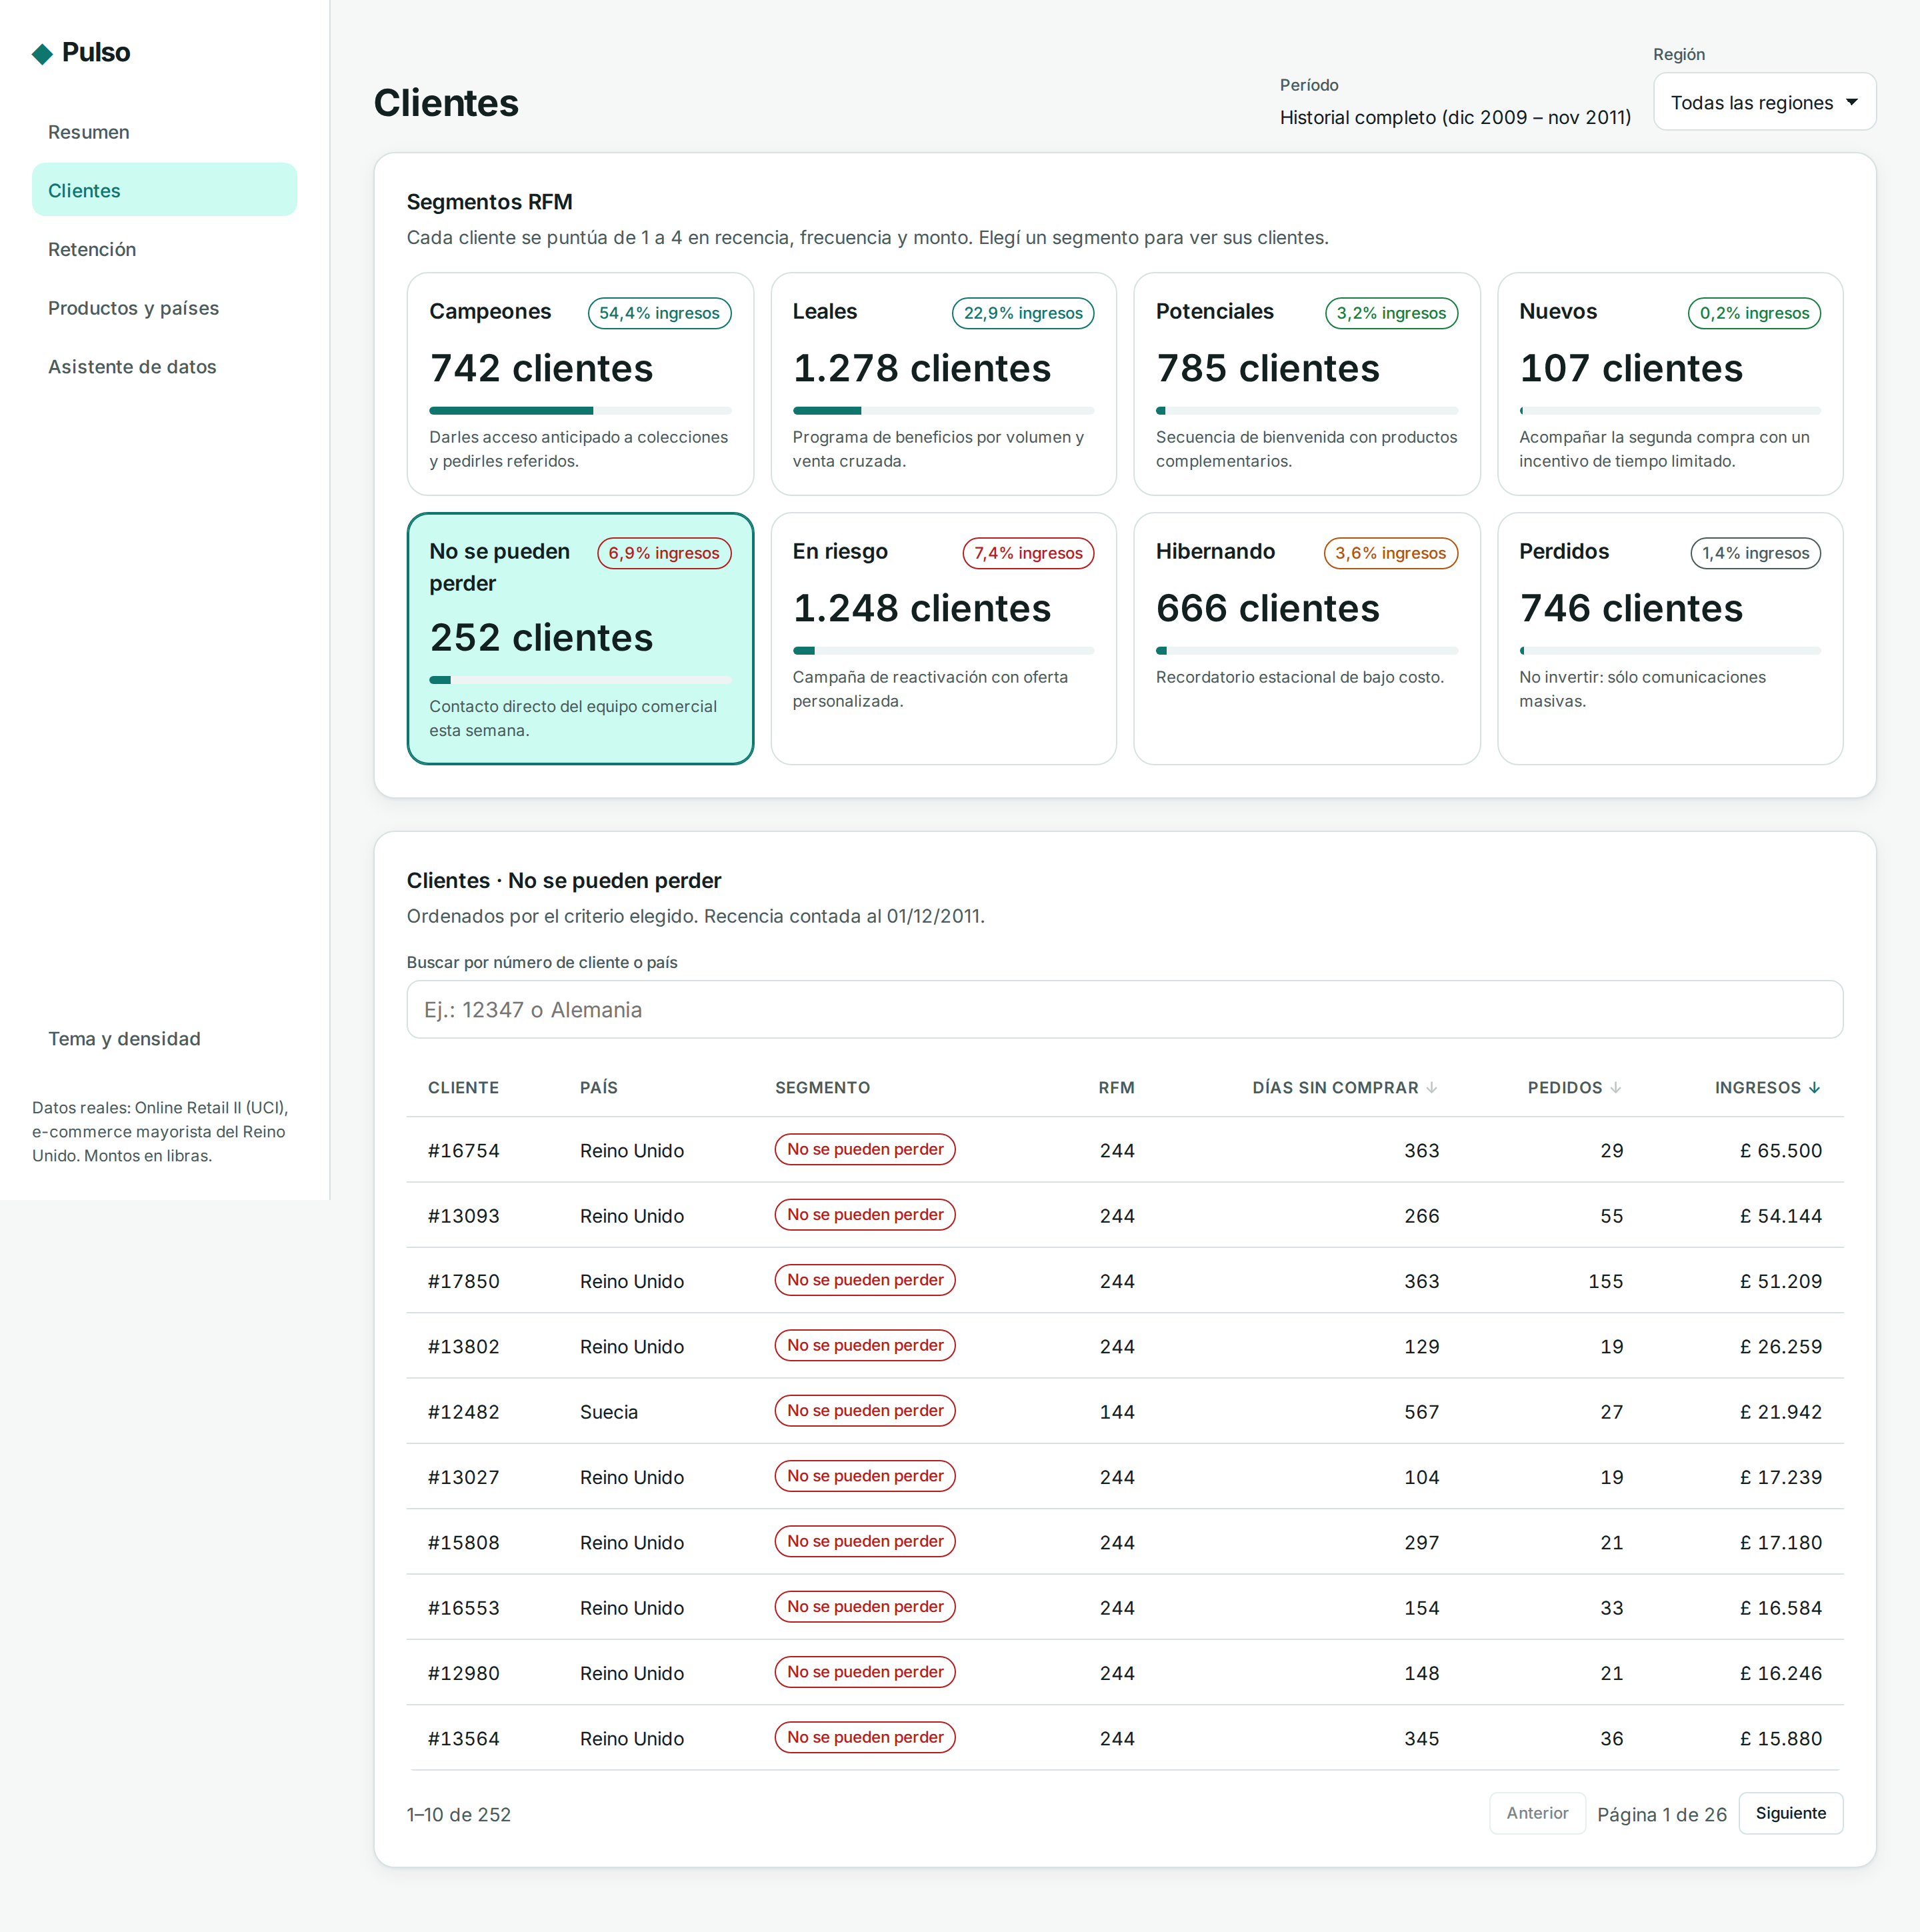 Pulso
Resumen
Clientes
Retención
Productos y países
Asistente de datos
Tema y densidad
Datos reales: Online Retail II (UCI),
e-commerce mayorista del Reino
Unido. Montos en libras.
Clientes
Período
Historial completo (dic 2009 – nov 2011)
Región
Todas las regiones
Segmentos RFM
Cada cliente se puntúa de 1 a 4 en recencia, frecuencia y monto. Elegí un segmento para ver sus clientes.
Campeones 54,4% ingresos
742 clientes
Darles acceso anticipado a colecciones
y pedirles referidos.
Leales 22,9% ingresos
1.278 clientes
Programa de beneficios por volumen y
venta cruzada.
Potenciales 3,2% ingresos
785 clientes
Secuencia de bienvenida con productos
complementarios.
Nuevos 0,2% ingresos
107 clientes
Acompañar la segunda compra con un
incentivo de tiempo limitado.
No se pueden 6,9% ingresos
perder
252 clientes
Contacto directo del equipo comercial
esta semana.
En riesgo 7,4% ingresos
1.248 clientes
Campaña de reactivación con oferta
personalizada.
Hibernando 3,6% ingresos
666 clientes
Recordatorio estacional de bajo costo.
Perdidos 1,4% ingresos
746 clientes
No invertir: sólo comunicaciones
masivas.
Clientes · No se pueden perder
Ordenados por el criterio elegido. Recencia contada al 01/12/2011.
Buscar por número de cliente o país
Ej.: 12347 o Alemania
CLIENTE PAÍS SEGMENTO RFM DÍAS SIN COMPRAR ↓ PEDIDOS ↓ INGRESOS ↓
#16754 Reino Unido No se pueden perder 244 363 29 £ 65.500
#13093 Reino Unido No se pueden perder 244 266 55 £ 54.144
#17850 Reino Unido No se pueden perder 244 363 155 £ 51.209
#13802 Reino Unido No se pueden perder 244 129 19 £ 26.259
#12482 Suecia No se pueden perder 144 567 27 £ 21.942
#13027 Reino Unido No se pueden perder 244 104 19 £ 17.239
#15808 Reino Unido No se pueden perder 244 297 21 £ 17.180
#16553 Reino Unido No se pueden perder 244 154 33 £ 16.584
#12980 Reino Unido No se pueden perder 244 148 21 £ 16.246
#13564 Reino Unido No se pueden perder 244 345 36 £ 15.880
1–10 de 252 Anterior Página 1 de 26 Siguiente